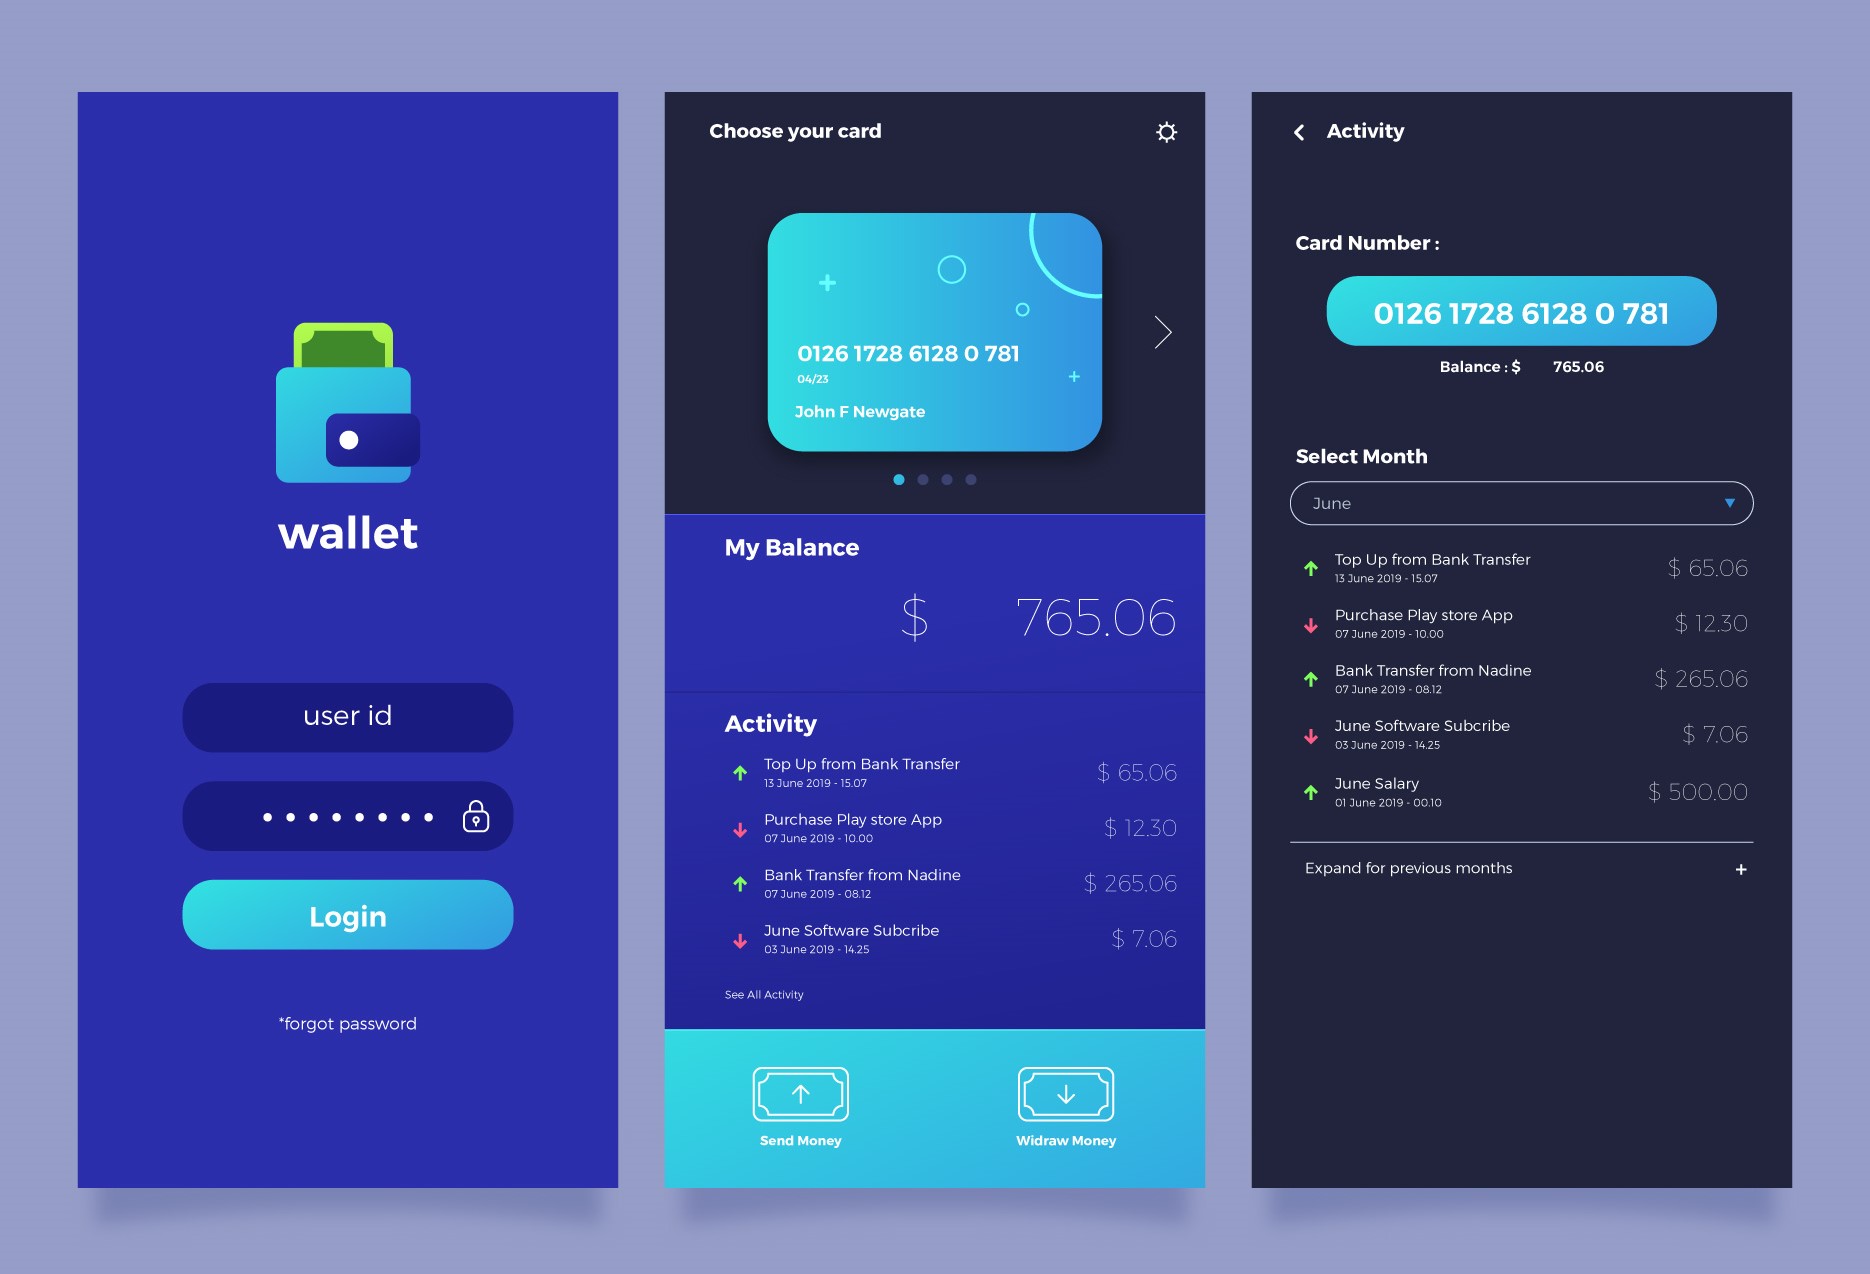 wallet
user id
Login
*forgot password
Choose your card
0126 1728 6128 0 781
04/23
John F Newgate
My Balance
$ 765.06
Activity
Top Up from Bank Transfer $ 65.06
13 June 2019 - 15.07
Purchase Play store App $ 12.30
07 June 2019 - 10.00
Bank Transfer from Nadine $ 265.06
07 June 2019 - 08.12
June Software Subcribe $ 7.06
03 June 2019 - 14.25
See All Activity
Send Money Widraw Money
Activity
Card Number :
0126 1728 6128 0 781
Balance : $ 765.06
Select Month
June
Top Up from Bank Transfer $ 65.06
13 June 2019 - 15.07
Purchase Play store App $ 12.30
07 June 2019 - 10.00
Bank Transfer from Nadine $ 265.06
07 June 2019 - 08.12
June Software Subcribe $ 7.06
03 June 2019 - 14.25
June Salary $ 500.00
01 June 2019 - 00.10
Expand for previous months +